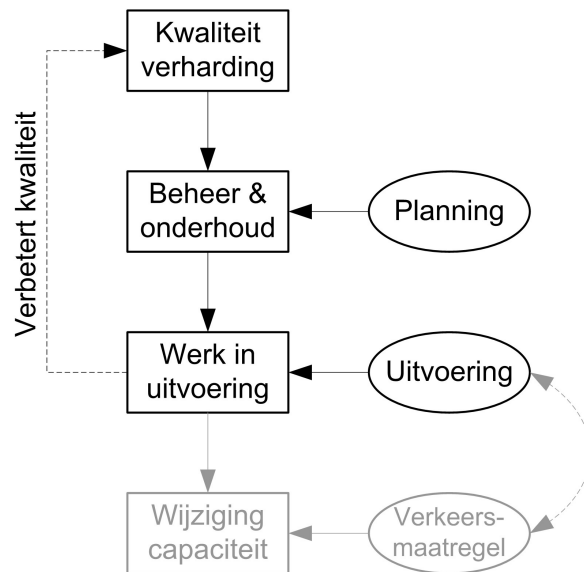 Kwaliteit
verharding
Verbetert kwaliteit
Beheer &
onderhoud
Planning
Werk in
uitvoering
Uitvoering
Wijziging
capaciteit
Verkeers-
maatregel